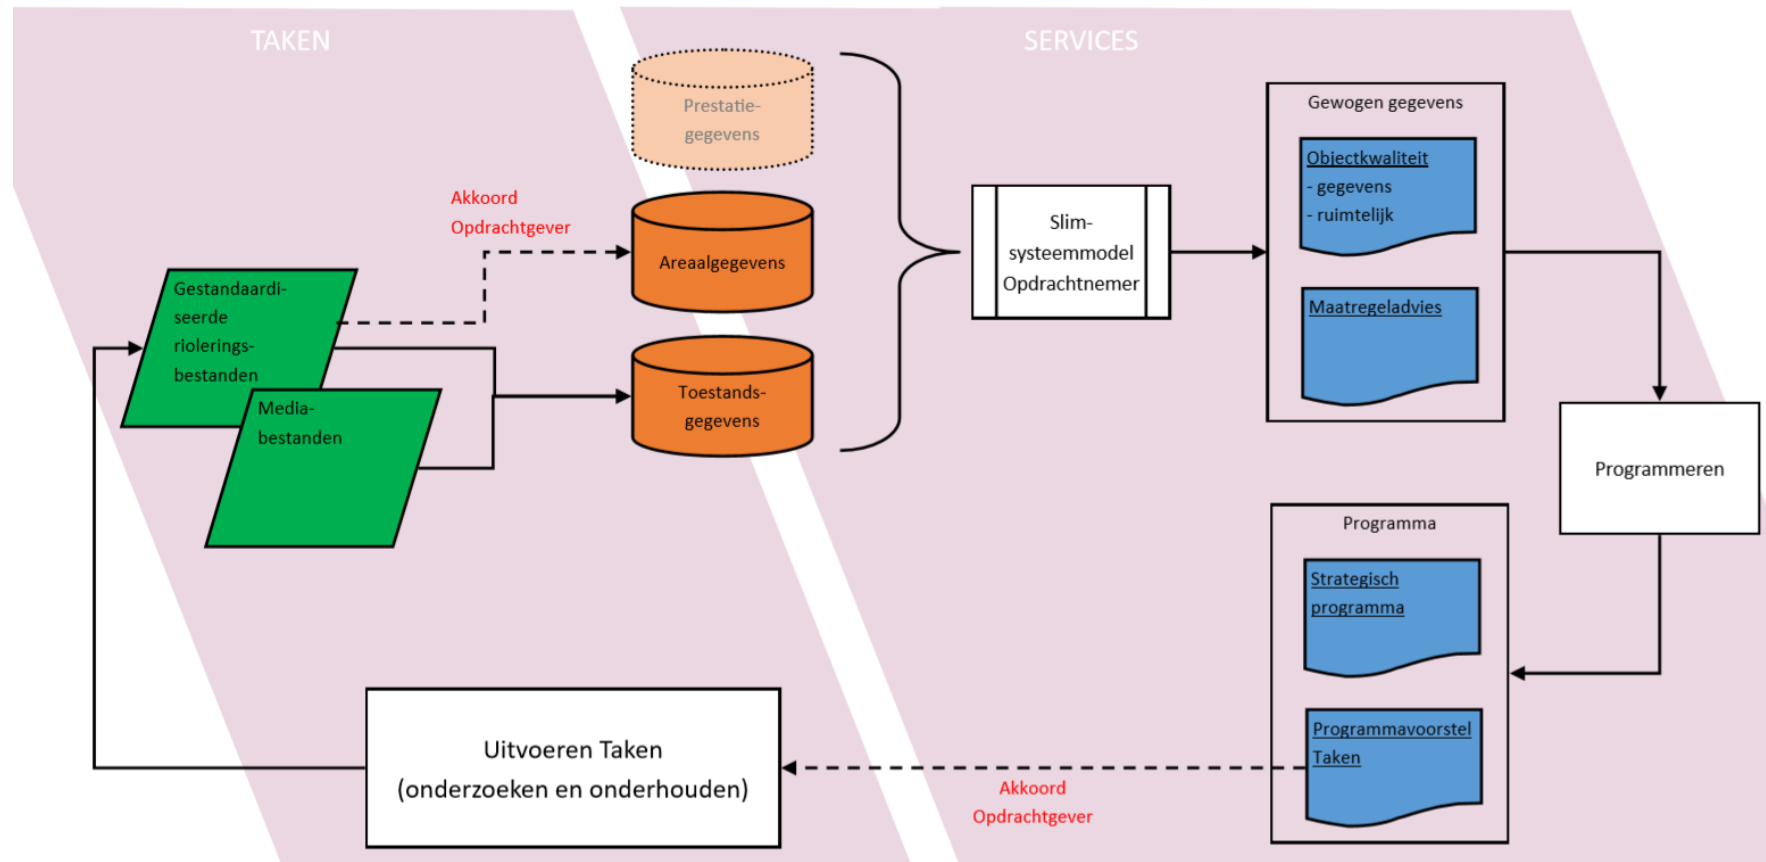 TAKEN
SERVICES
Prestatie-
gegevens
Akkoord
Opdrachtgever
Areaalgegevens
Toestands-
gegevens
Gestandaardi-
seerde
riolerings-
bestanden
Media-
bestanden
Slim-
systeemmodel
Opdrachtnemer
Gewogen gegevens
Objectkwaliteit
- gegevens
- ruimtelijk
Maatregeladvies
Programmeren
Programma
Strategisch
programma
Programmavoorstel
Taken
Akkoord
Opdrachtgever
Uitvoeren Taken
(onderzoeken en onderhouden)